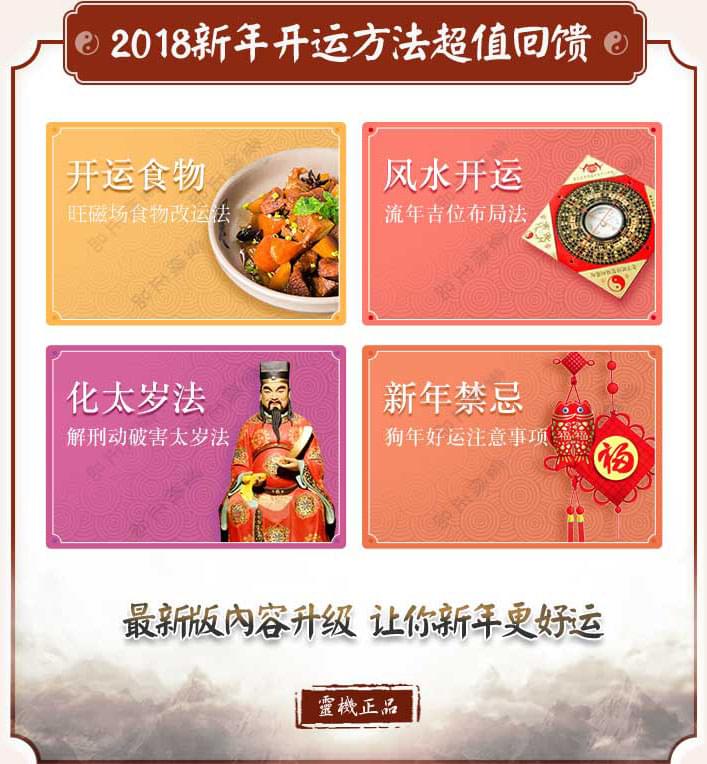 2018新年开运方法超值回馈
开运食物
旺磁场食物改运法
风水开运
流年吉位布局法
化太岁法
解刑动破害太岁法
新年禁忌
狗年好运注意事项
福
最新版内容升级 让你新年更好运
靈機正品